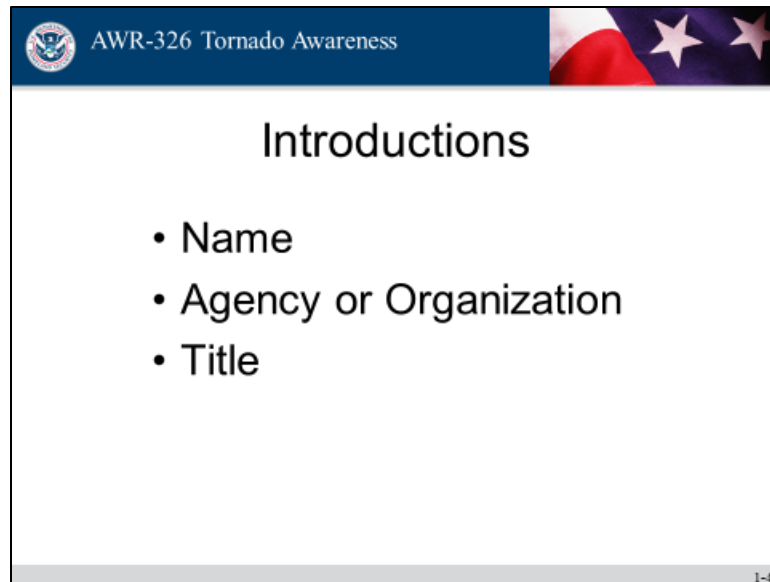 AWR-326 Tornado Awareness
Introductions
• Name
• Agency or Organization
• Title